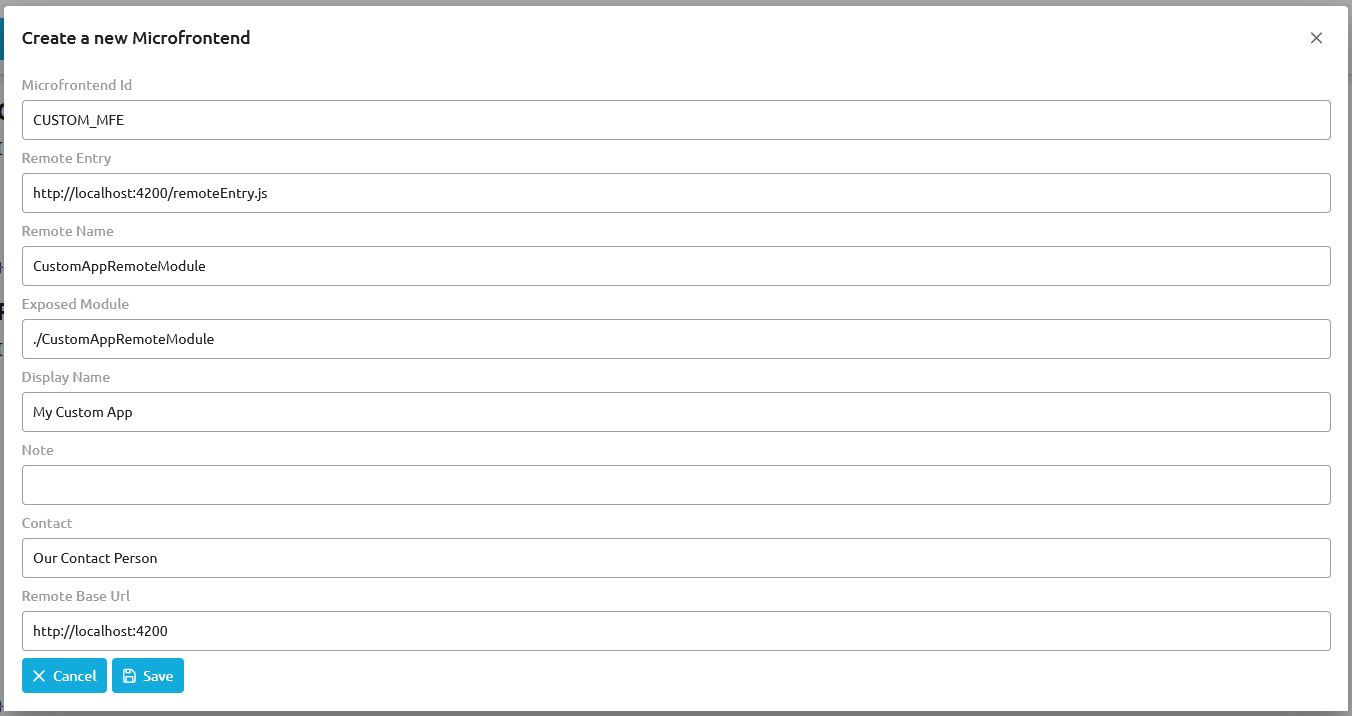 Create a new Microfrontend
Microfrontend Id
CUSTOM_MFE
Remote Entry
http://localhost:4200/remoteEntry.js
Remote Name
CustomAppRemoteModule
Exposed Module
./CustomAppRemoteModule
Display Name
My Custom App
Note
Contact
Our Contact Person
Remote Base Url
http://localhost:4200
Cancel Save